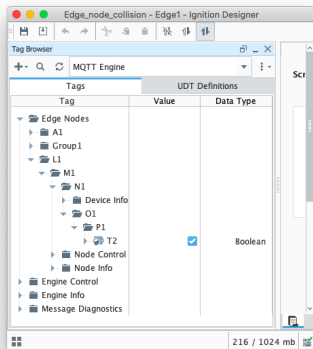 Edge_node_collision - Edge1 - Ignition Designer
Tag Browser
MQTT Engine
Tags UDT Definitions
Tag Value Data Type
Edge Nodes
A1
Group1
L1
M1
N1
Device Info
O1
P1
T2 Boolean
Node Control
Node Info
Engine Control
Engine Info
Message Diagnostics
Scr
216 / 1024 mb